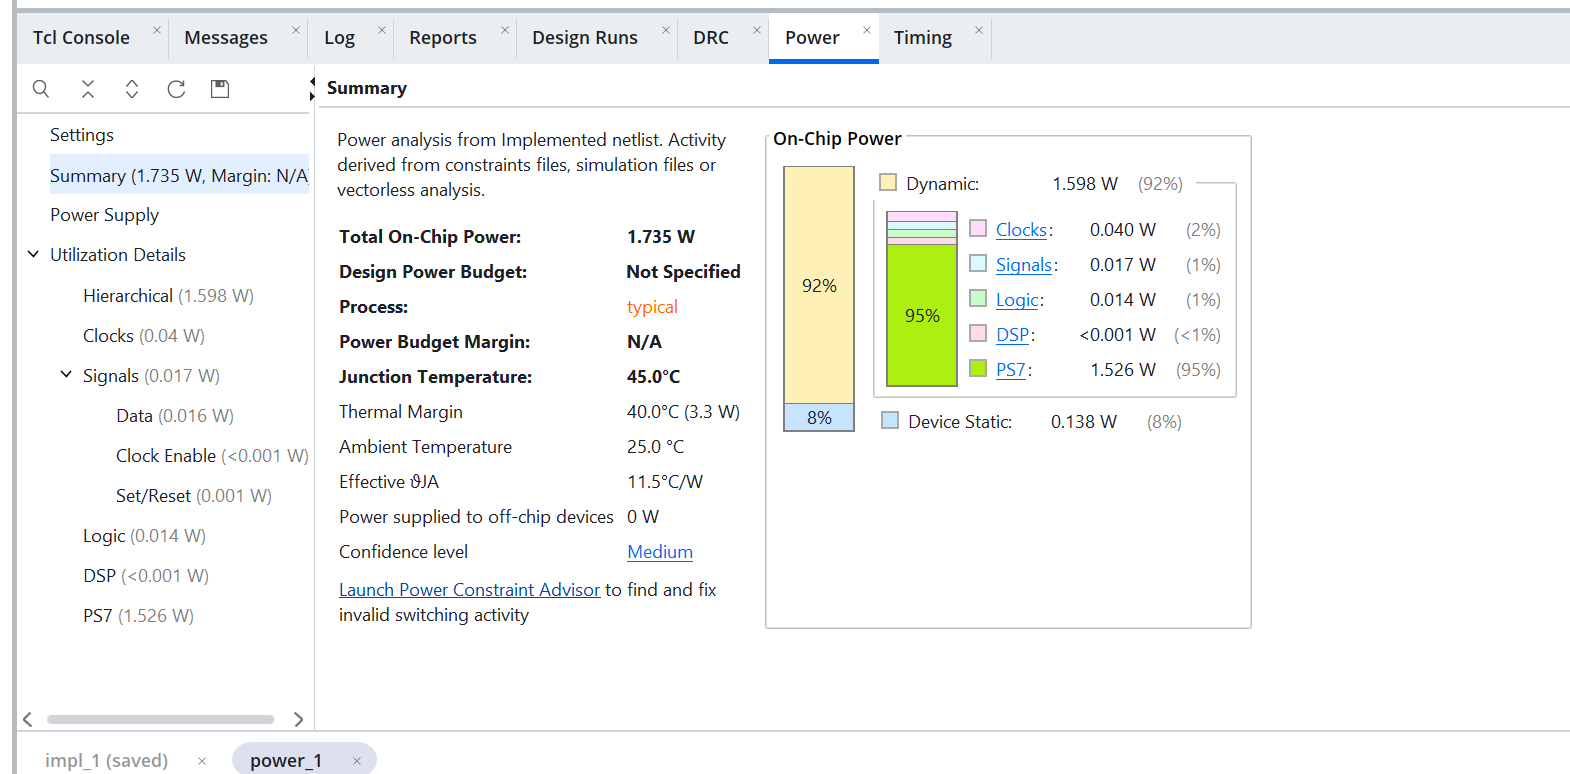 Tcl Console
Messages
Log
Reports
Design Runs
DRC
Power
Timing
Settings
Summary (1.735 W, Margin: N/A
Power Supply
Utilization Details
Hierarchical (1.598 W)
Clocks (0.04 W)
Signals (0.017 W)
Data (0.016 W)
Clock Enable (<0.001 W)
Set/Reset (0.001 W)
Logic (0.014 W)
DSP (<0.001 W)
PS7 (1.526 W)
Summary
Power analysis from Implemented netlist. Activity
derived from constraints files, simulation files or
vectorless analysis.
Total On-Chip Power: 1.735 W
Design Power Budget: Not Specified
Process: typical
Power Budget Margin: N/A
Junction Temperature: 45.0°C
Thermal Margin 40.0°C (3.3 W)
Ambient Temperature 25.0 °C
Effective ϑJA 11.5°C/W
Power supplied to off-chip devices 0 W
Confidence level Medium
Launch Power Constraint Advisor to find and fix
invalid switching activity
On-Chip Power
92%
8%
Dynamic: 1.598 W (92%)
95%
Clocks: 0.040 W (2%)
Signals: 0.017 W (1%)
Logic: 0.014 W (1%)
DSP: <0.001 W (<1%)
PS7: 1.526 W (95%)
Device Static: 0.138 W (8%)
impl_1 (saved)
power_1